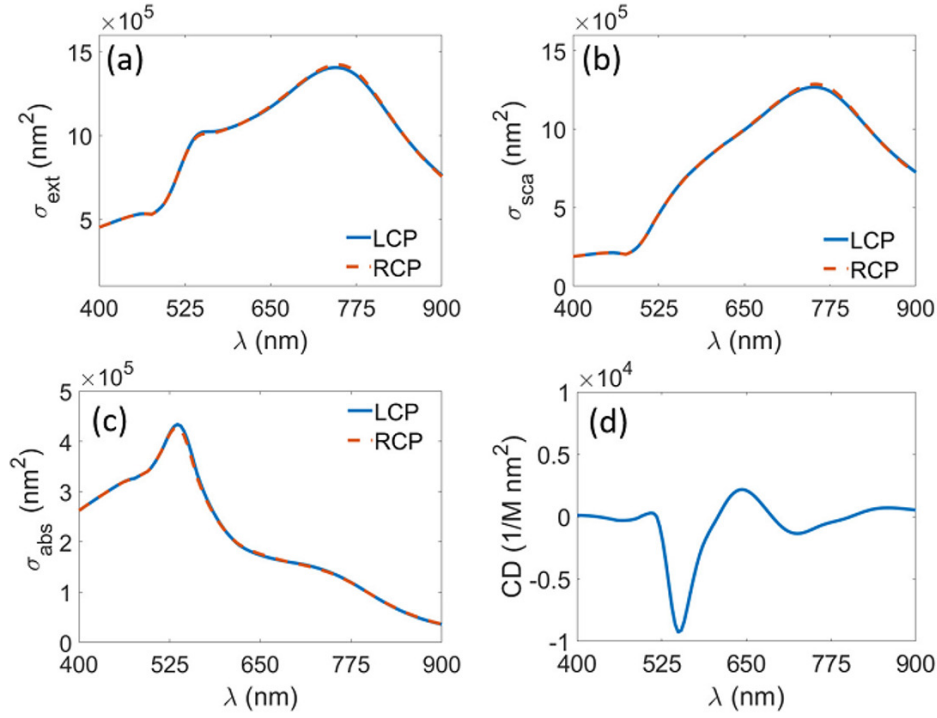 ×10⁵
(a)
15
10
5
σext (nm²)
LCP
RCP
400 525 650 775 900
λ (nm)
×10⁵
(b)
15
10
5
0
σsca (nm²)
LCP
RCP
400 525 650 775 900
λ (nm)
×10⁵
(c)
5
4
3
2
1
0
σabs (nm²)
LCP
RCP
400 525 650 775 900
λ (nm)
×10⁴
(d)
1
0.5
0
-0.5
-1
CD (1/M nm²)
400 525 650 775 900
λ (nm)